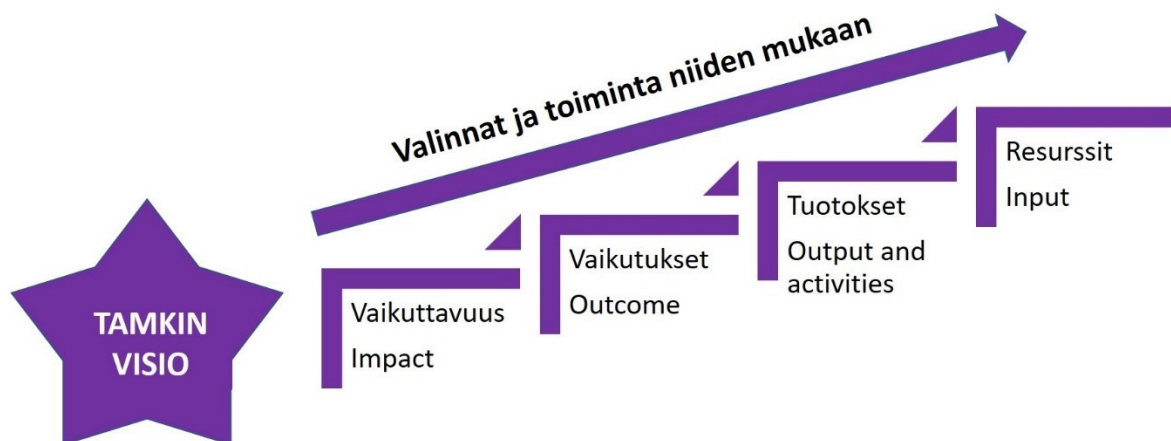 Valinnat ja toiminta niiden mukaan
TAMKIN
VISIO
Vaikuttavuus
Impact
Vaikutukset
Outcome
Tuotokset
Output and
activities
Resurssit
Input